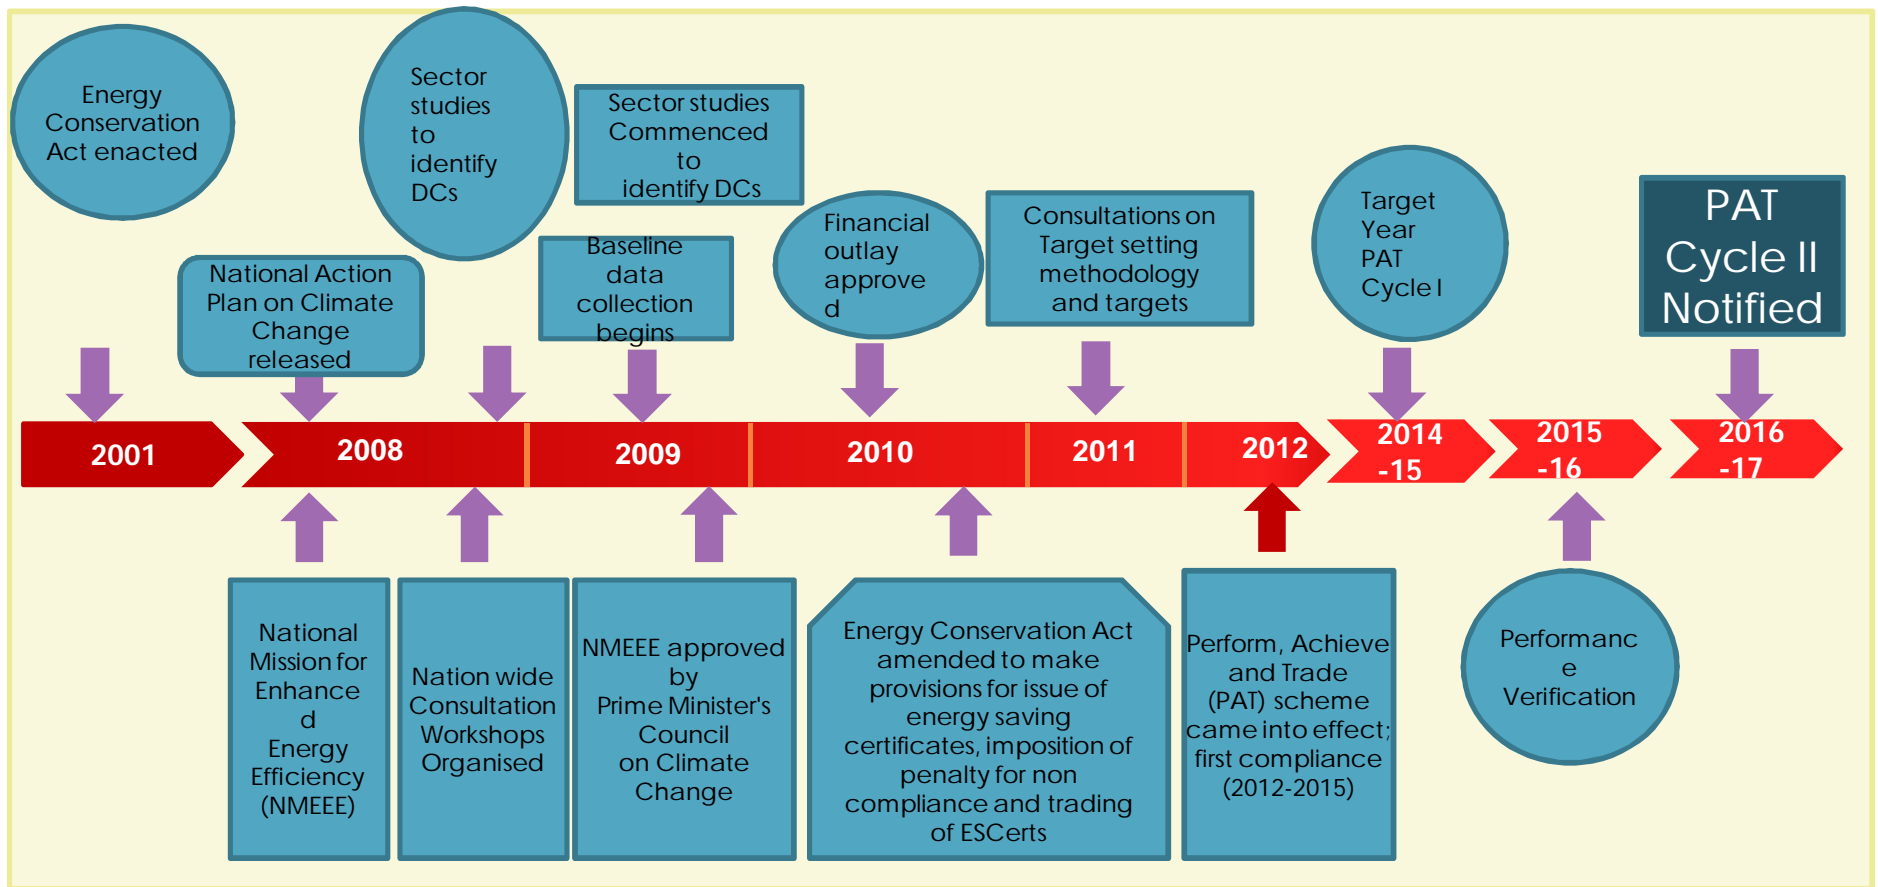 Energy
Conservation
Act enacted
Sector
studies
to
identify
DCs
Sector studies
Commenced
to
identify DCs
National Action
Plan on Climate
Change
released
Baseline
data
collection
begins
Financial
outlay
approve
d
Consultations on
Target setting
methodology
and targets
Target
Year
PAT
Cycle I
PAT
Cycle II
Notified
2001
2008
2009
2010
2011
2012
2014
-15
2015
-16
2016
-17
National
Mission for
Enhance
d
Energy
Efficiency
(NMEEE)
Nation wide
Consultation
Workshops
Organised
NMEEE approved
by
Prime Minister's
Council
on Climate
Change
Energy Conservation Act
amended to make
provisions for issue of
energy saving
certificates, imposition of
penalty for non
compliance and trading
of ESCerts
Perform, Achieve
and Trade
(PAT) scheme
came into effect;
first compliance
(2012-2015)
Performanc
e
Verification